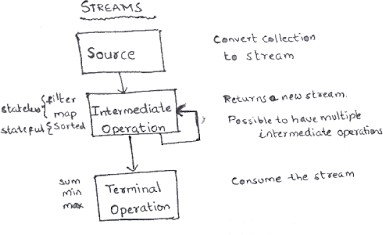 STREAMS
Source
Convert collection
to stream
stateless { filter
map
stateful { Sorted
Intermediate
Operation
Returns a new stream.
Possible to have multiple
intermediate operations
sum
min
max
Terminal
Operation
Consume the stream